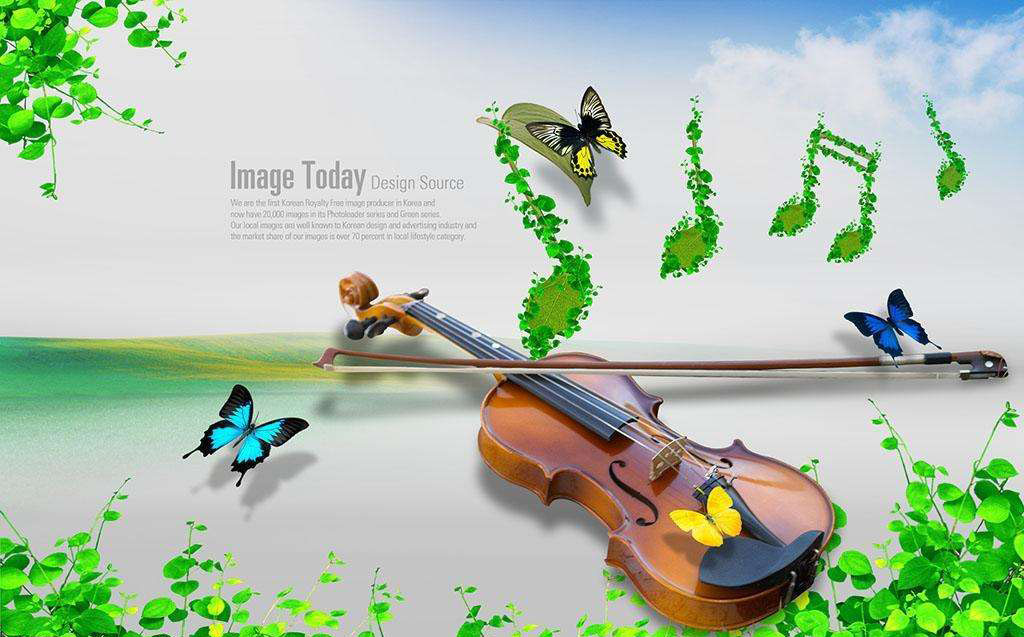 Image Today Design Source
We are the first Korean Royalty Free image producer in Korea and
now have 20,000 images in its Photoloader series and Green series.
Our local images are well known to Korean design and advertising industry and
the market share of our images is over 70 percent in local lifestyle category.